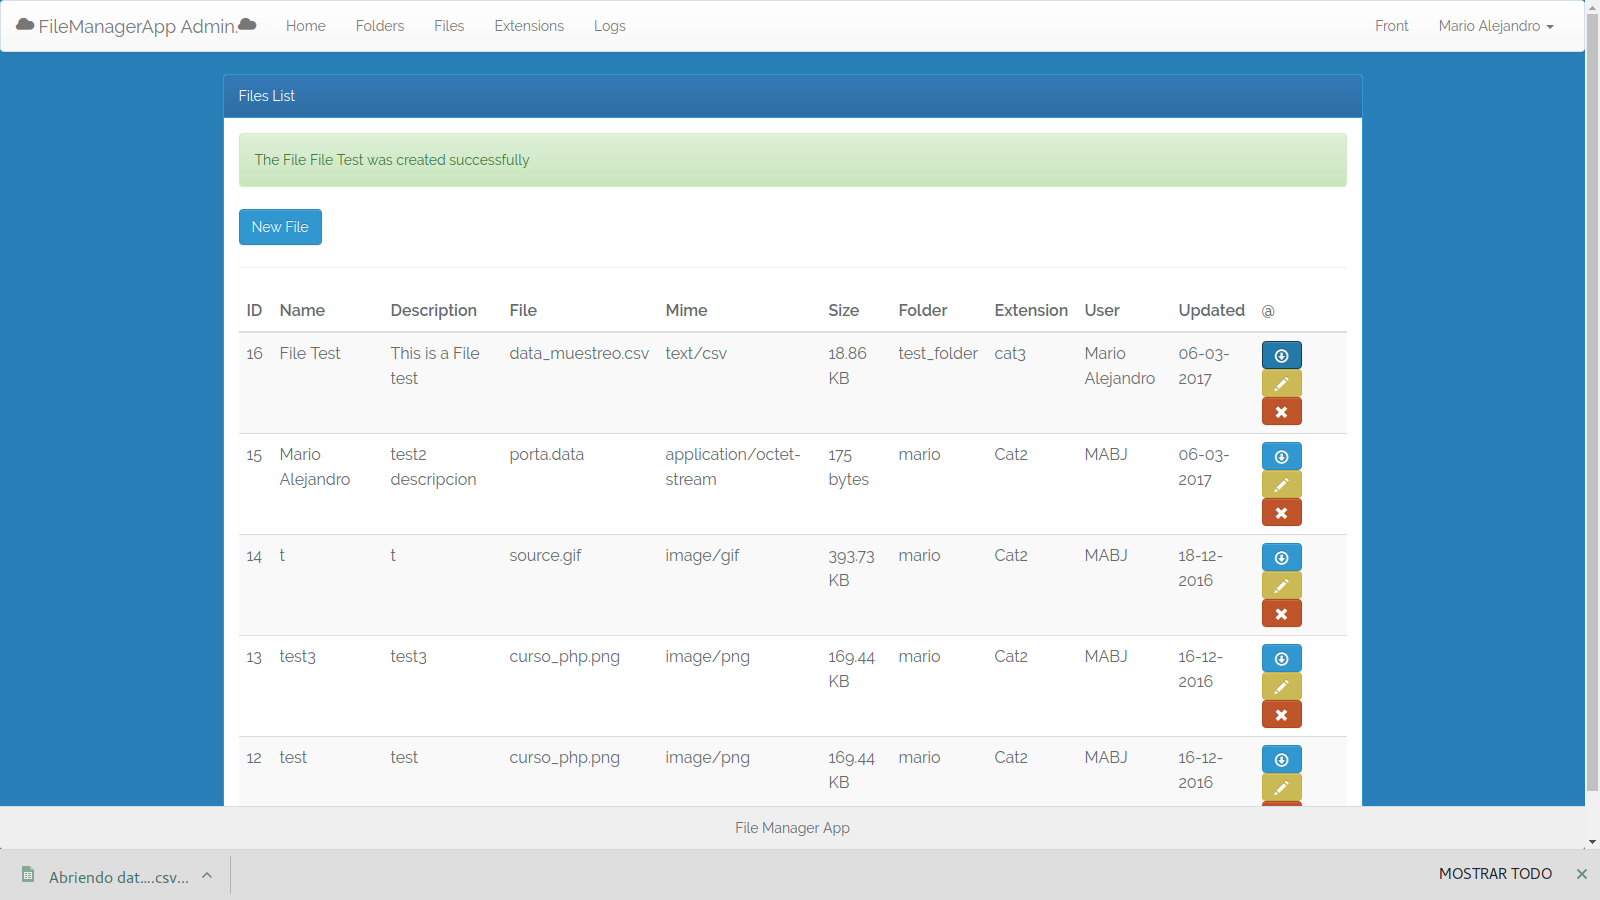 FileManagerApp Admin. Home Folders Files Extensions Logs Front Mario Alejandro
Files List
The File File Test was created successfully
New File
ID Name Description File Mime Size Folder Extension User Updated @
16 File Test This is a File data_muestreo.csv text/csv 18.86 test_folder cat3 Mario 06-03-
test KB Alejandro 2017
15 Mario test2 porta.data application/octet- 175 mario Cat2 MABJ 06-03-
Alejandro descripcion stream bytes 2017
14 t t source.gif image/gif 393.73 mario Cat2 MABJ 18-12-
KB 2016
13 test3 test3 curso_php.png image/png 169.44 mario Cat2 MABJ 16-12-
KB 2016
12 test test curso_php.png image/png 169.44 mario Cat2 MABJ 16-12-
KB 2016
File Manager App
Abriendo dat....csv... MOSTRAR TODO